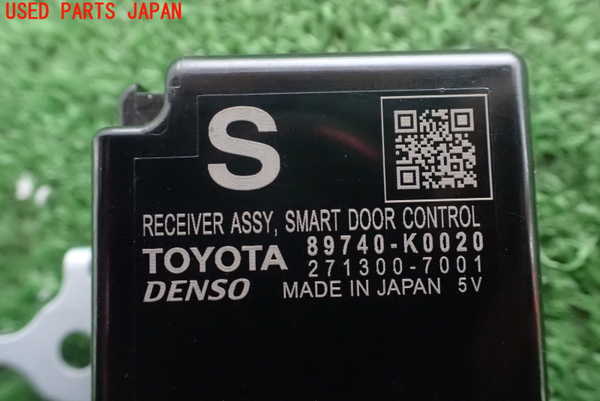 USED PARTS JAPAN
S
RECEIVER ASSY, SMART DOOR CONTROL
TOYOTA 89740-K0020
271300-7001
DENSO MADE IN JAPAN 5V